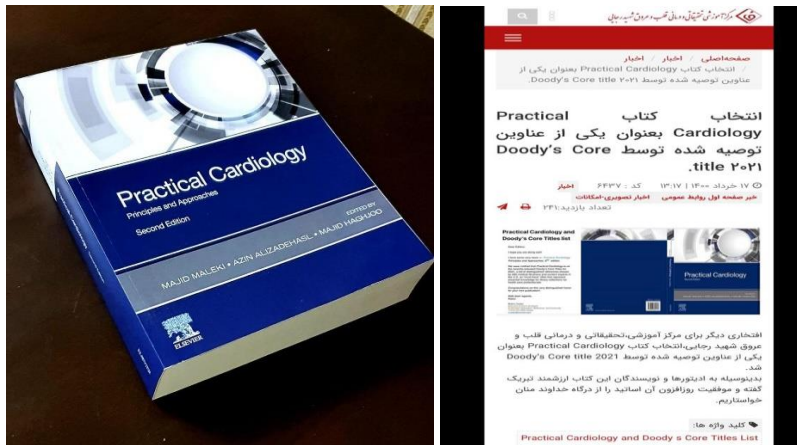 Practical Cardiology
Principles and Approaches
Second Edition
EDITED BY
MAJID MALEKI • AZIN ALIZADEHASL • MAJID HAGHJOO
ELSEVIER
مرکز آموزشی تحقیقاتی و درمانی قلب و عروق شهید رجایی
صفحه‌اصلی / اخبار / اخبار
/ انتخاب کتاب Practical Cardiology بعنوان یکی از
عناوین توصیه شده توسط Doody's Core title ۲۰۲۱.
انتخاب کتاب Practical
Cardiology بعنوان یکی از عناوین
توصیه شده توسط Doody's Core
title ۲۰۲۱.
۱۷ خرداد ۱۴۰۰ | ۱۳:۱۷ کد : ۶۴۳۷ اخبار
خبر صفحه اول روابط عمومی اخبار تصویری-امکانات
تعداد بازدید:۲۴۱
Practical Cardiology and
Doody's Core Titles list
Practical Cardiology
افتخاری دیگر برای مرکز آموزشی،تحقیقاتی و درمانی قلب و
عروق شهید رجایی،انتخاب کتاب Practical Cardiology بعنوان
یکی از عناوین توصیه شده توسط Doody's Core title 2021
شد.
بدینوسیله به ادیتورها و نویسندگان این کتاب ارزشمند تبریک
گفته و موفقیت روزافزون آن اساتید را از درگاه خداوند منان
خواستاریم.
کلید واژه ها:
Practical Cardiology and Doody s Core Titles List